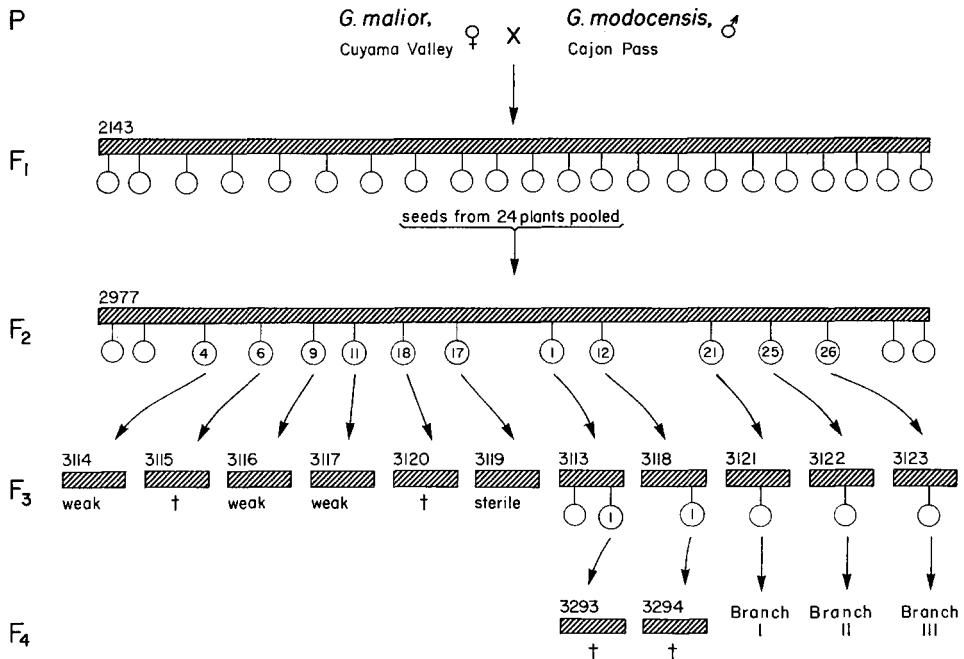 P
G. malior, ♀ X G. modocensis, ♂
Cuyama Valley Cajon Pass
2143
F1
seeds from 24 plants pooled
2977
F2
4 6 9 11 18 17 1 12 21 25 26
3114 3115 3116 3117 3120 3119 3113 3118 3121 3122 3123
F3
weak † weak weak † sterile
1 1
3293 3294 Branch I Branch II Branch III
F4
† †